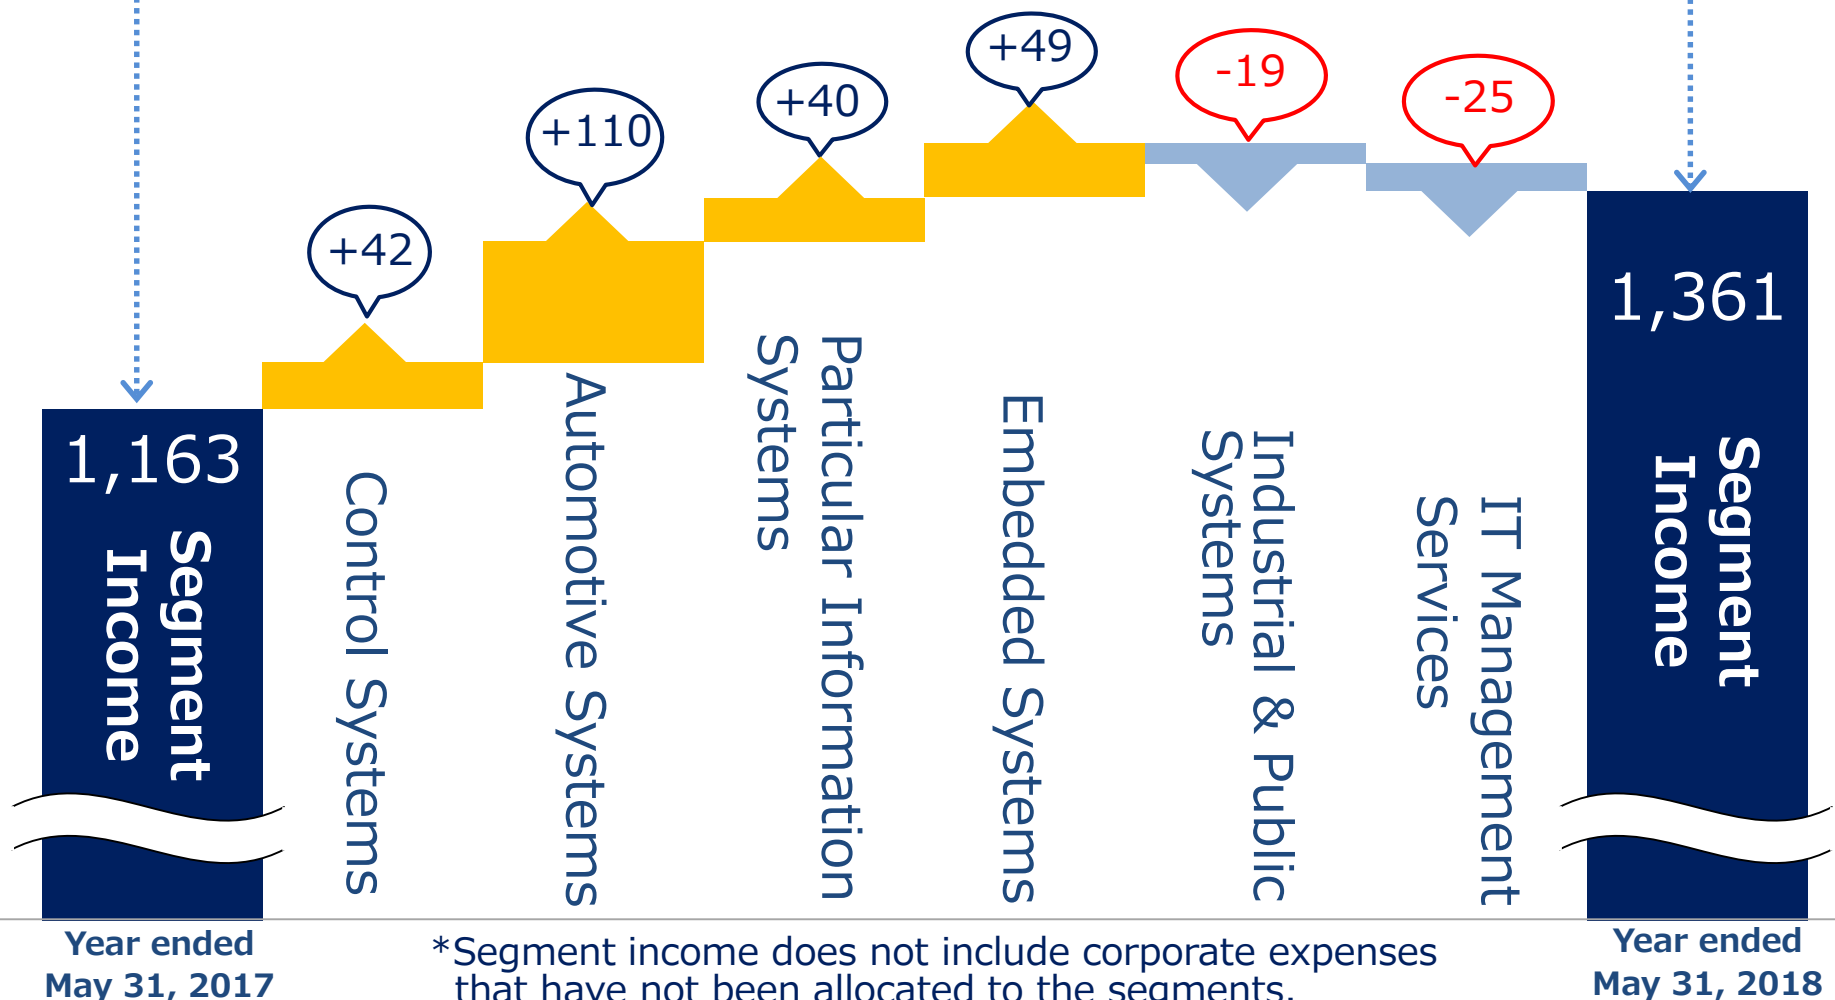 +42
+110
+40
+49
-19
-25
1,163
Segment
Income
Control Systems
Automotive Systems
Particular Information
Systems
Embedded Systems
Industrial & Public
Systems
IT Management
Services
1,361
Segment
Income
Year ended
May 31, 2017
*Segment income does not include corporate expenses
that have not been allocated to the segments.
Year ended
May 31, 2018